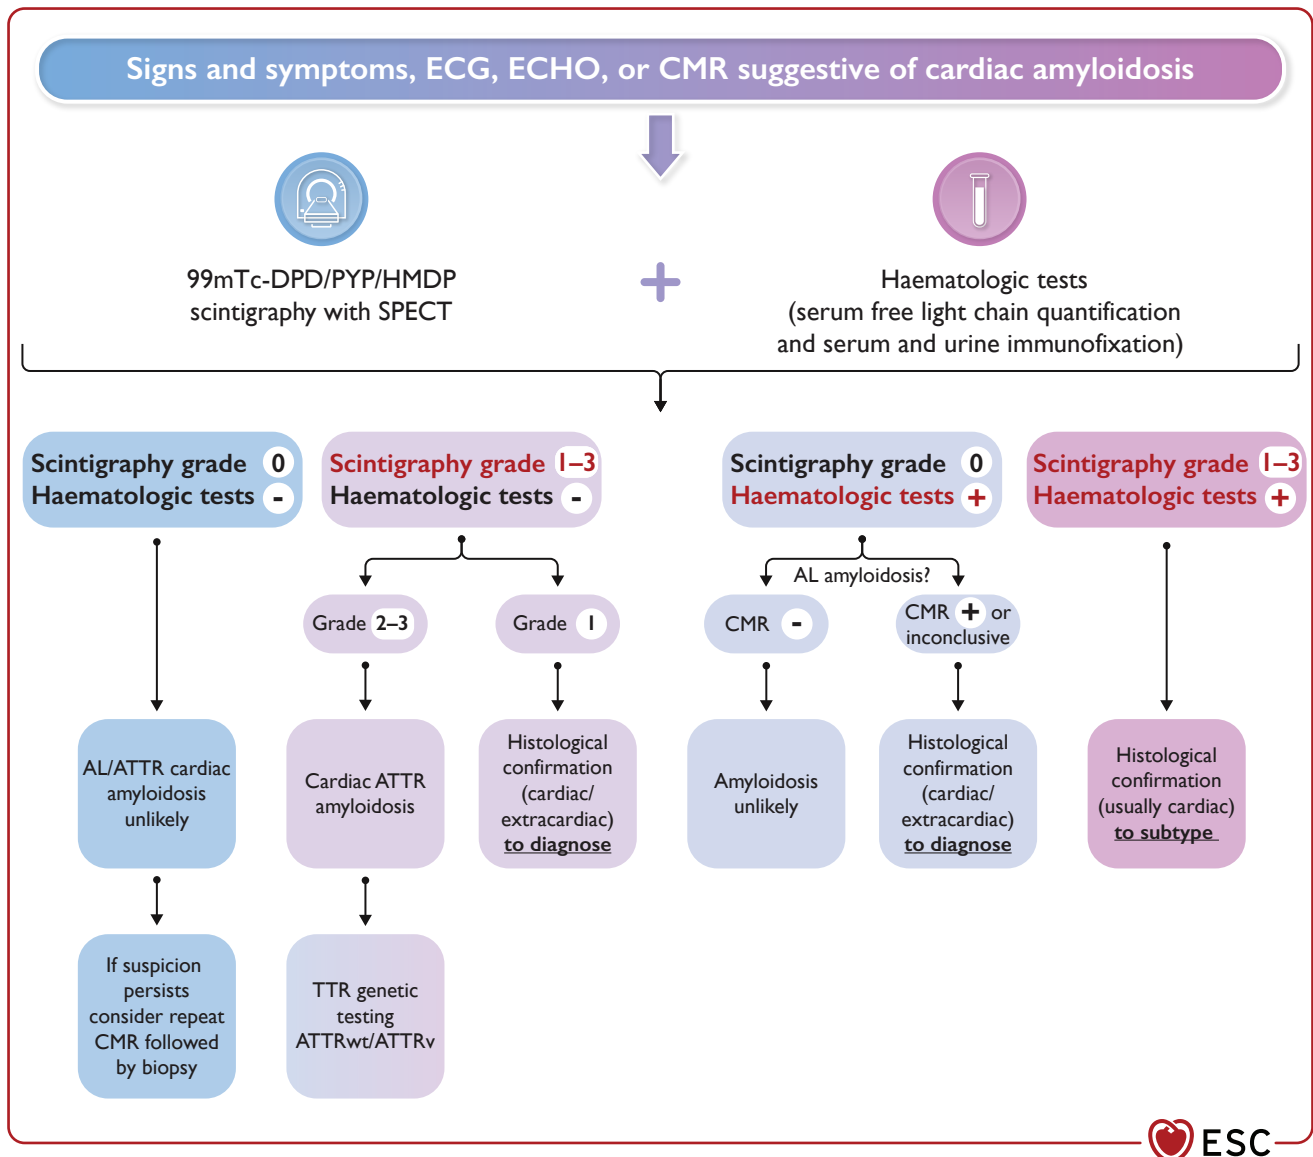 Signs and symptoms, ECG, ECHO, or CMR suggestive of cardiac amyloidosis
99mTc-DPD/PYP/HMDP
scintigraphy with SPECT
+
Haematologic tests
(serum free light chain quantification
and serum and urine immunofixation)
Scintigraphy grade 0
Haematologic tests -
Scintigraphy grade 1–3
Haematologic tests -
Scintigraphy grade 0
Haematologic tests +
Scintigraphy grade 1–3
Haematologic tests +
AL amyloidosis?
Grade 2–3
Grade 1
CMR -
CMR + or
inconclusive
AL/ATTR cardiac
amyloidosis
unlikely
Cardiac ATTR
amyloidosis
Histological
confirmation
(cardiac/
extracardiac)
to diagnose
Amyloidosis
unlikely
Histological
confirmation
(cardiac/
extracardiac)
to diagnose
Histological
confirmation
(usually cardiac)
to subtype
If suspicion
persists
consider repeat
CMR followed
by biopsy
TTR genetic
testing
ATTRwt/ATTRv
ESC